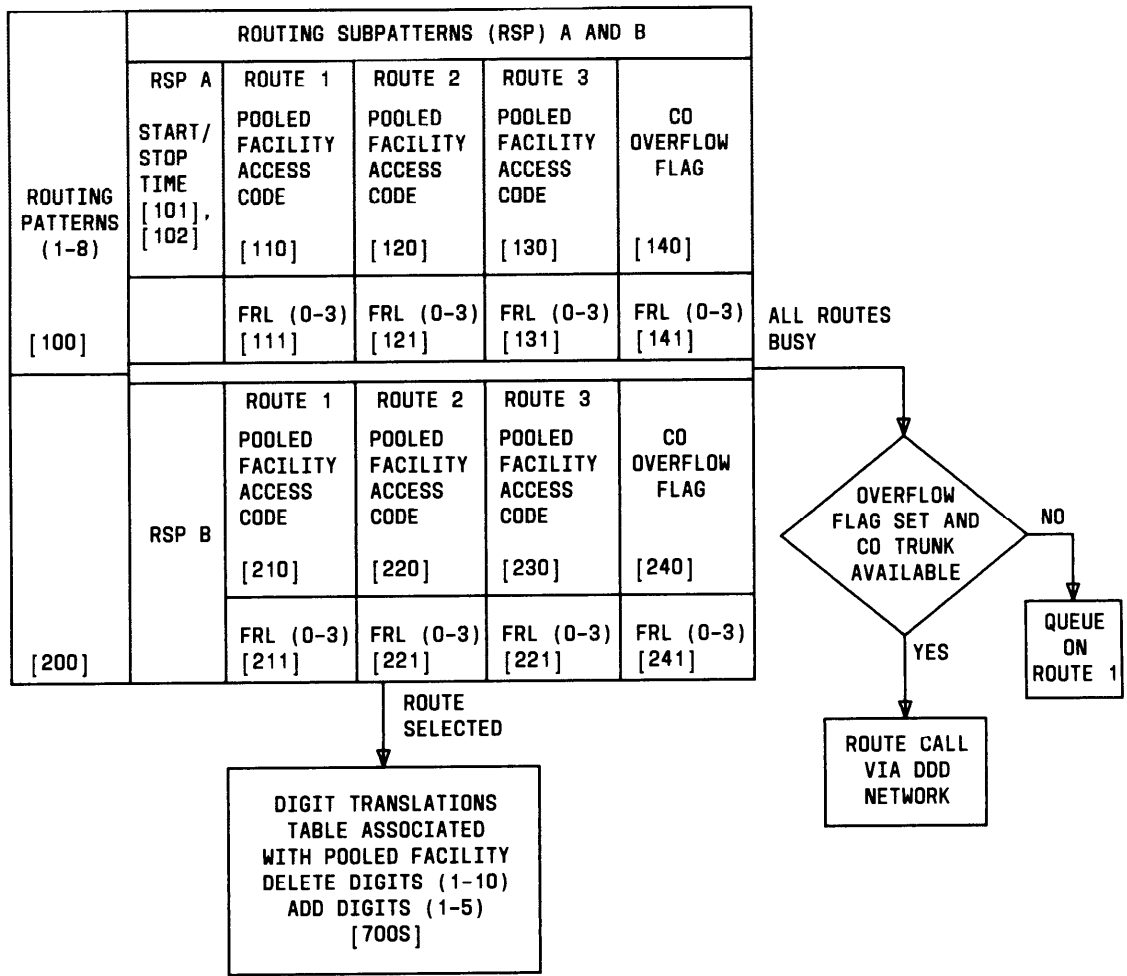 ROUTING SUBPATTERNS (RSP) A AND B
ROUTING
PATTERNS
(1-8)
[100]
RSP A
START/
STOP
TIME
[101],
[102]
ROUTE 1
POOLED
FACILITY
ACCESS
CODE
[110]
ROUTE 2
POOLED
FACILITY
ACCESS
CODE
[120]
ROUTE 3
POOLED
FACILITY
ACCESS
CODE
[130]
CO
OVERFLOW
FLAG
[140]
FRL (0-3)
[111]
FRL (0-3)
[121]
FRL (0-3)
[131]
FRL (0-3)
[141]
[200]
RSP B
ROUTE 1
POOLED
FACILITY
ACCESS
CODE
[210]
ROUTE 2
POOLED
FACILITY
ACCESS
CODE
[220]
ROUTE 3
POOLED
FACILITY
ACCESS
CODE
[230]
CO
OVERFLOW
FLAG
[240]
FRL (0-3)
[211]
FRL (0-3)
[221]
FRL (0-3)
[221]
FRL (0-3)
[241]
ALL ROUTES
BUSY
OVERFLOW
FLAG SET AND
CO TRUNK
AVAILABLE
NO
QUEUE
ON
ROUTE 1
YES
ROUTE CALL
VIA DDD
NETWORK
ROUTE
SELECTED
DIGIT TRANSLATIONS
TABLE ASSOCIATED
WITH POOLED FACILITY
DELETE DIGITS (1-10)
ADD DIGITS (1-5)
[700S]